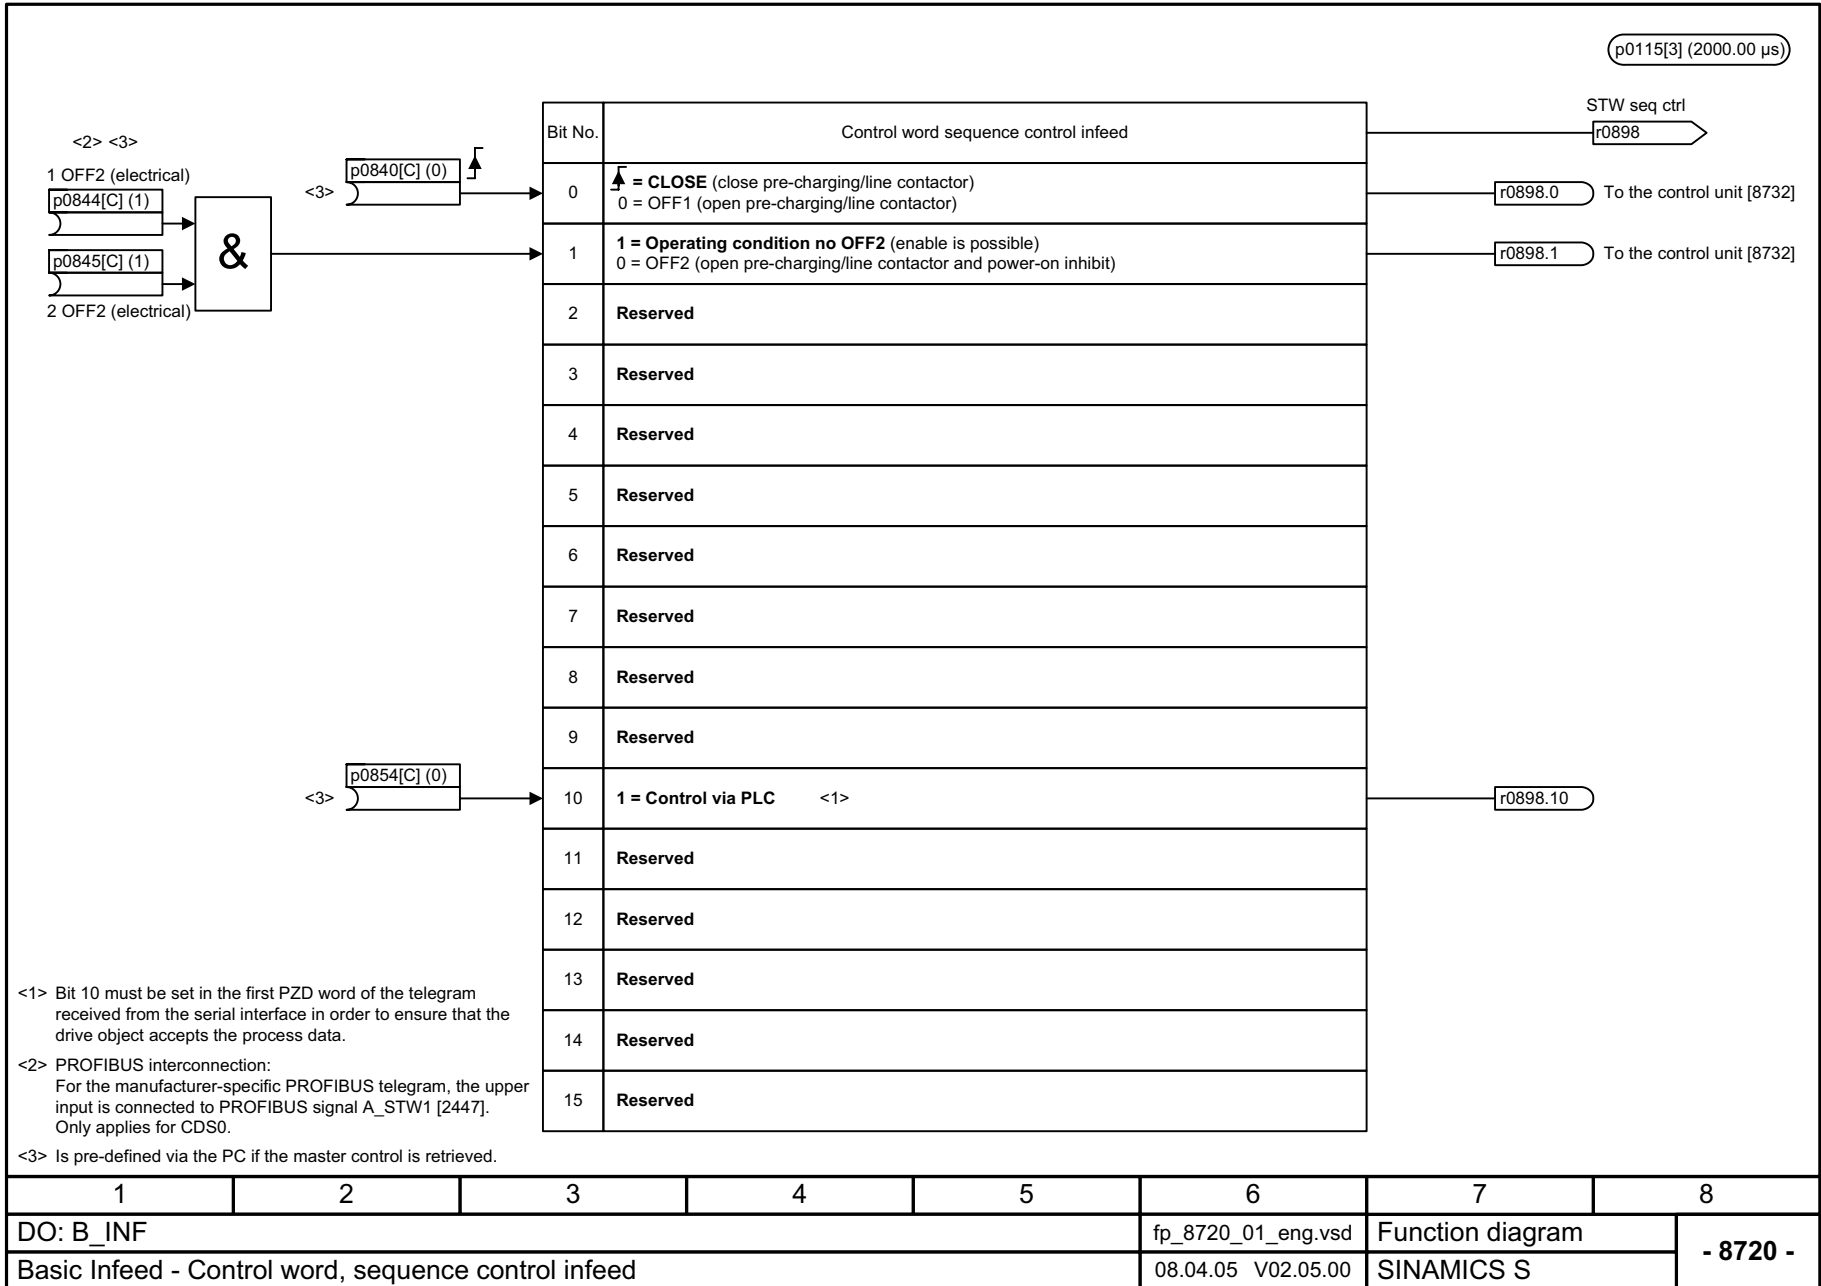 p0115[3] (2000.00 µs)
STW seq ctrl
r0898
Bit No. Control word sequence control infeed
<2> <3>
1 OFF2 (electrical)
p0844[C] (1)
p0845[C] (1)
2 OFF2 (electrical)
&
p0840[C] (0)
<3>
0 = CLOSE (close pre-charging/line contactor)
0 = OFF1 (open pre-charging/line contactor)
r0898.0 To the control unit [8732]
1 1 = Operating condition no OFF2 (enable is possible)
0 = OFF2 (open pre-charging/line contactor and power-on inhibit)
r0898.1 To the control unit [8732]
2 Reserved
3 Reserved
4 Reserved
5 Reserved
6 Reserved
7 Reserved
8 Reserved
9 Reserved
p0854[C] (0)
<3>
10 1 = Control via PLC <1>
r0898.10
11 Reserved
12 Reserved
13 Reserved
14 Reserved
15 Reserved
<1> Bit 10 must be set in the first PZD word of the telegram
received from the serial interface in order to ensure that the
drive object accepts the process data.
<2> PROFIBUS interconnection:
For the manufacturer-specific PROFIBUS telegram, the upper
input is connected to PROFIBUS signal A_STW1 [2447].
Only applies for CDS0.
<3> Is pre-defined via the PC if the master control is retrieved.
1 2 3 4 5 6 7 8
DO: B_INF fp_8720_01_eng.vsd Function diagram
- 8720 -
Basic Infeed - Control word, sequence control infeed 08.04.05 V02.05.00 SINAMICS S